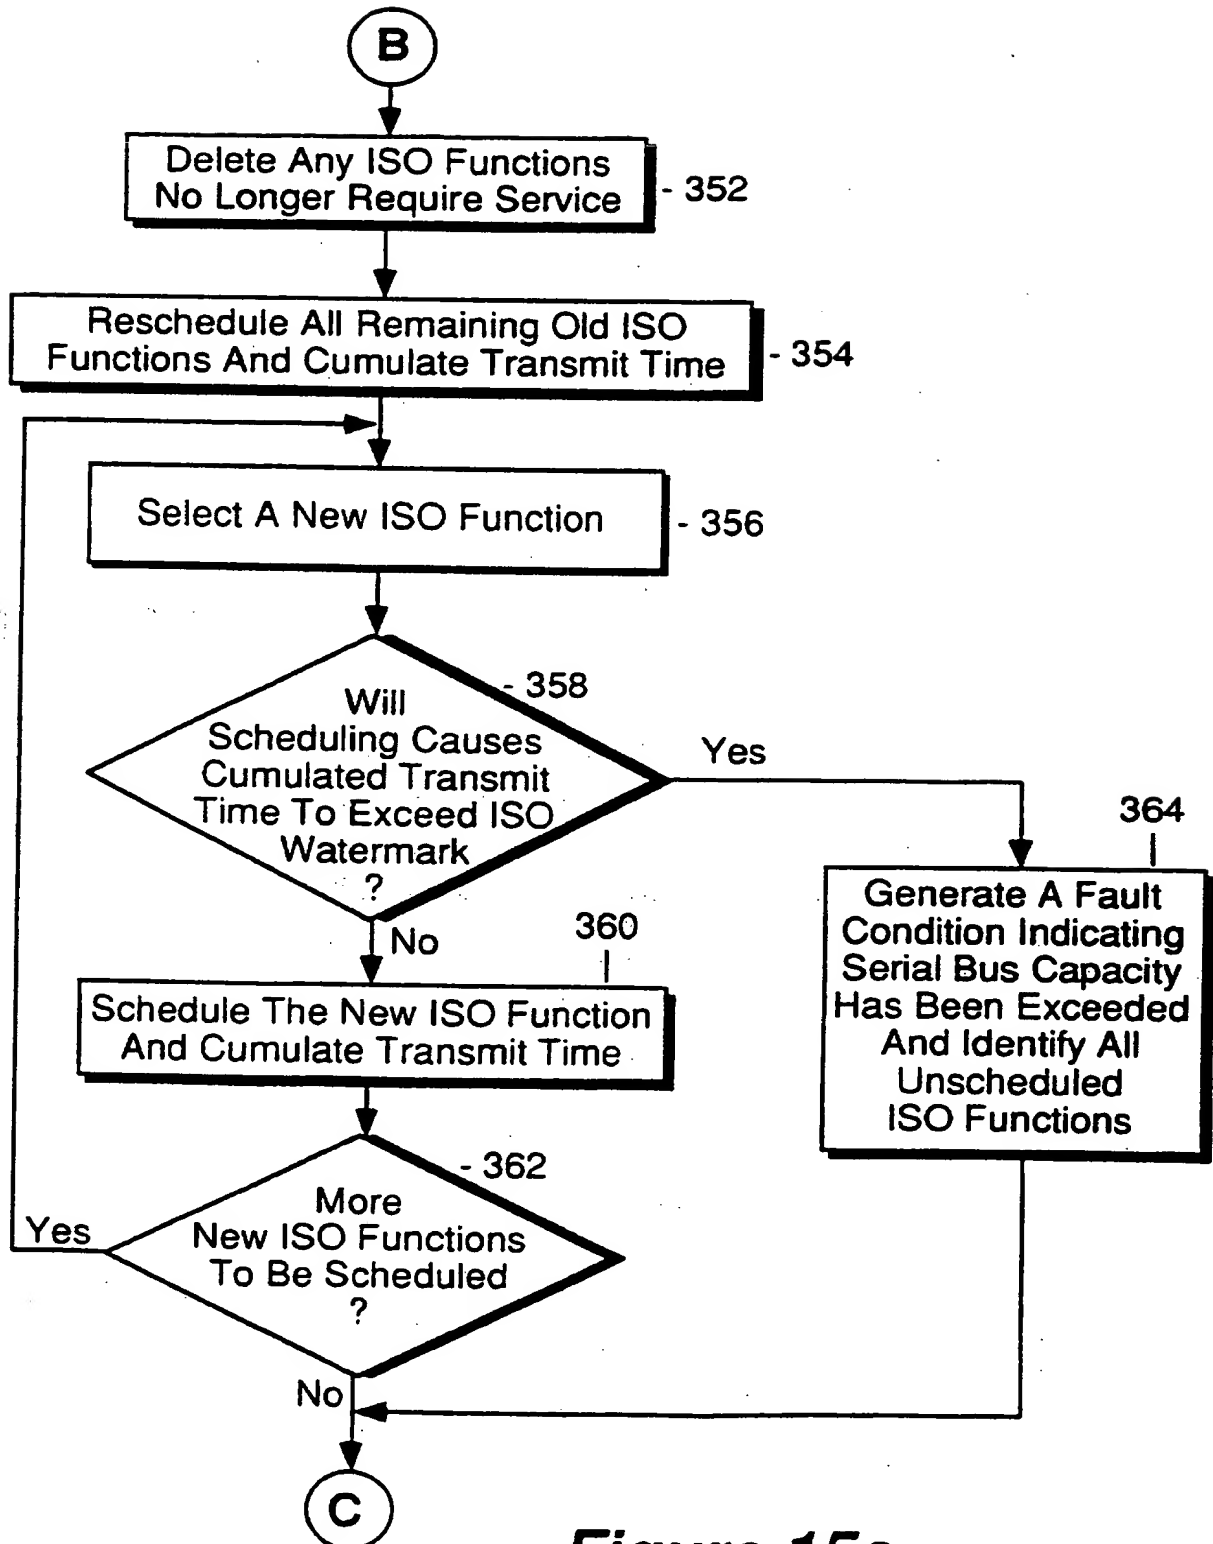 B
Delete Any ISO Functions
No Longer Require Service
- 352
Reschedule All Remaining Old ISO
Functions And Cumulate Transmit Time
- 354
Select A New ISO Function
- 356
- 358
Will
Scheduling Causes
Cumulated Transmit
Time To Exceed ISO
Watermark
?
Yes
No
364
Generate A Fault
Condition Indicating
Serial Bus Capacity
Has Been Exceeded
And Identify All
Unscheduled
ISO Functions
360
Schedule The New ISO Function
And Cumulate Transmit Time
- 362
More
New ISO Functions
To Be Scheduled
?
Yes
No
C